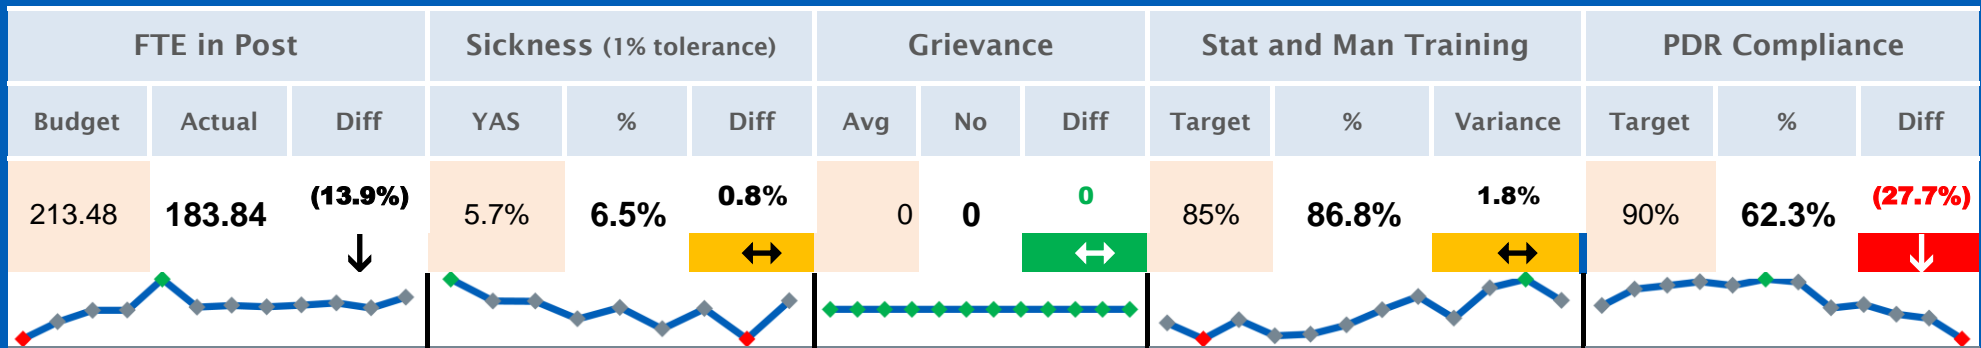 FTE in Post Sickness (1% tolerance) Grievance Stat and Man Training PDR Compliance
Budget Actual Diff YAS % Diff Avg No Diff Target % Variance Target % Diff
213.48 183.84 (13.9%) 5.7% 6.5% 0.8% 0 0 0 85% 86.8% 1.8% 90% 62.3% (27.7%)